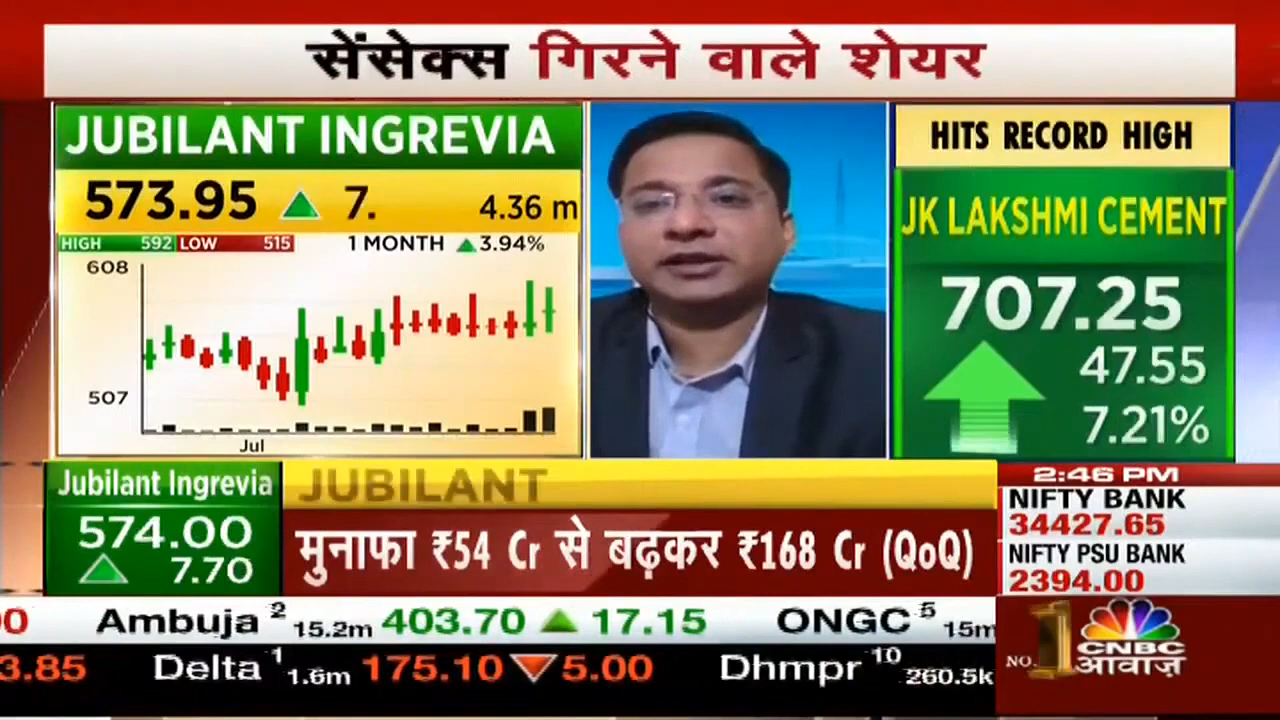 सेंसेक्स गिरने वाले शेयर
JUBILANT INGREVIA
573.95 7. 4.36 m
HIGH 592 LOW 515 1 MONTH 3.94%
608
507
Jul
HITS RECORD HIGH
JK LAKSHMI CEMENT
707.25
47.55
7.21%
Jubilant Ingrevia
574.00
7.70
JUBILANT
मुनाफा ₹54 Cr से बढ़कर ₹168 Cr (QoQ)
2:46 PM
NIFTY BANK
34427.65
NIFTY PSU BANK
2394.00
Ambuja 2 15.2m 403.70 17.15 ONGC 5 15m
3.85 Delta 1 1.6m 175.10 5.00 Dhmpr 10 260.5k
NO. 1 CNBC
आवाज़